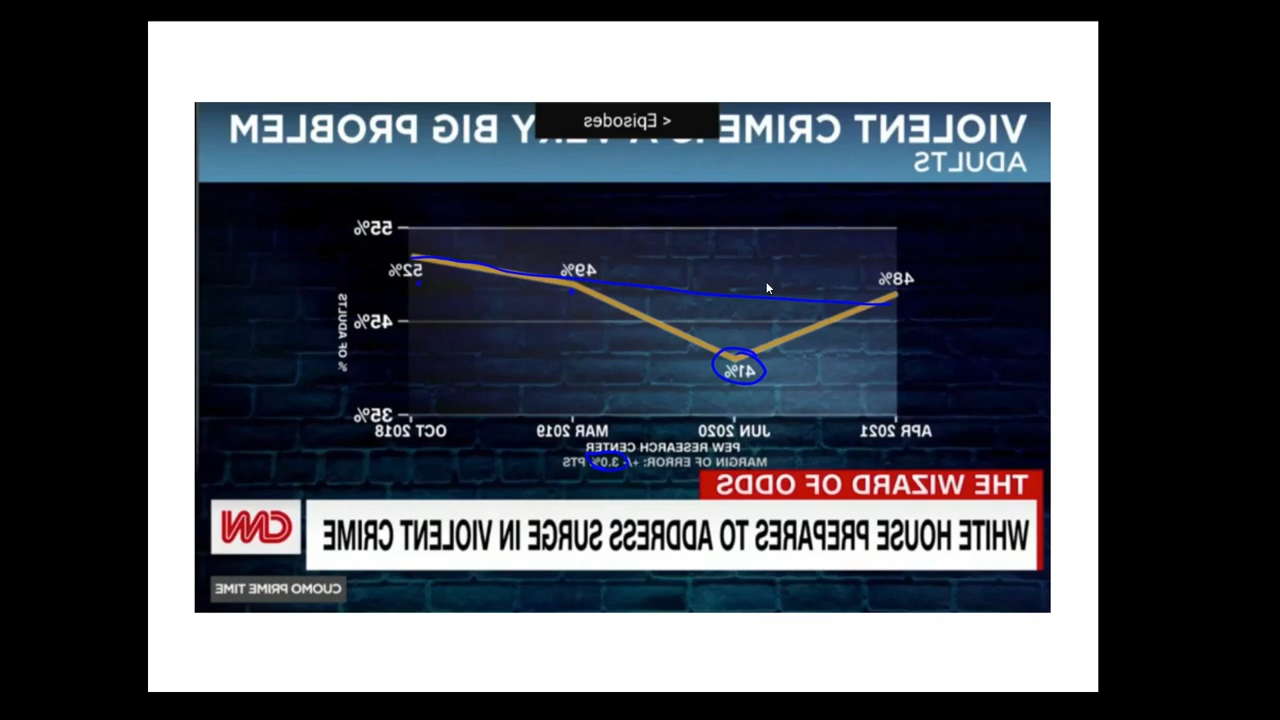 VIOLENT CRIME IS A VERY BIG PROBLEM
< Episodes
ADULTS
55%
52%
49%
48%
% OF ADULTS
45%
41%
35%
APR 2021 JUN 2020 MAR 2019 OCT 2018
PEW RESEARCH CENTER
MARGIN OF ERROR: +/- 3.0% PTS
THE WIZARD OF ODDS
WHITE HOUSE PREPARES TO ADDRESS SURGE IN VIOLENT CRIME
CNN
CUOMO PRIME TIME